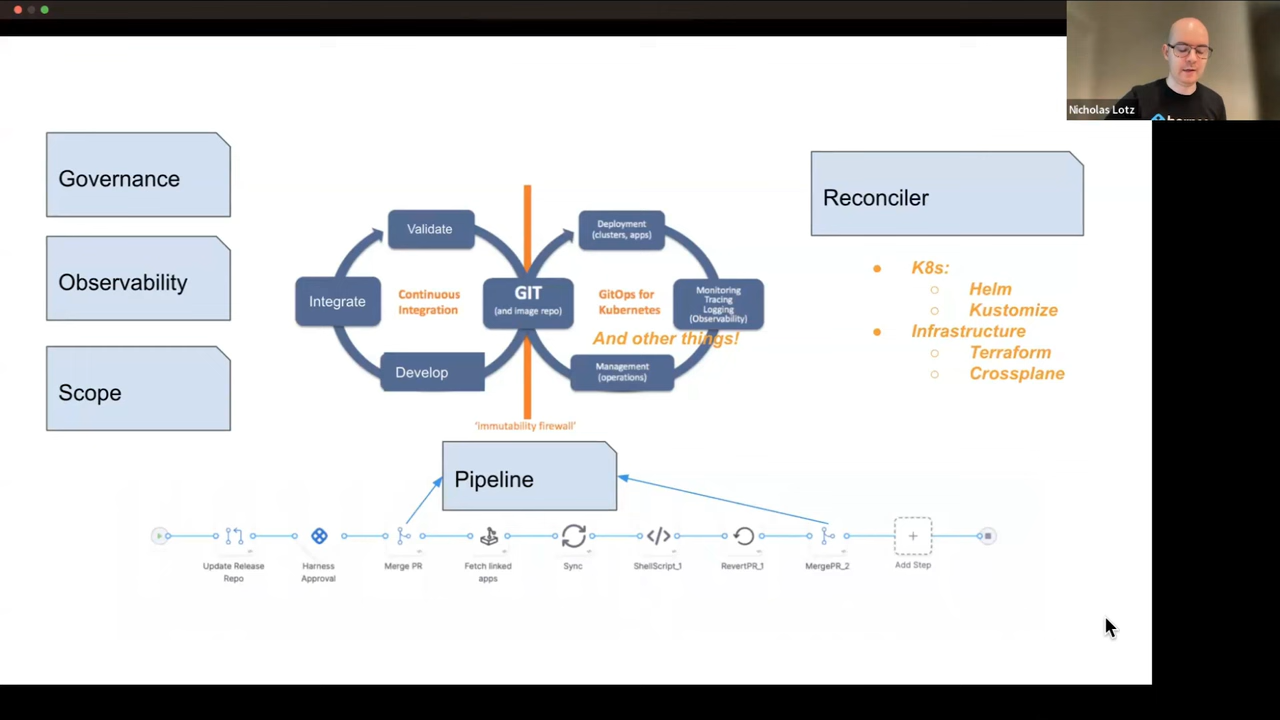 Nicholas Lotz
Governance
Observability
Scope
Validate
Integrate
Continuous
Integration
Develop
GIT
(and image repo)
Deployment
(clusters, apps)
GitOps for
Kubernetes
Monitoring
Tracing
Logging
(Observability)
And other things!
Management
(operations)
'immutability firewall'
Reconciler
K8s:
Helm
Kustomize
Infrastructure
Terraform
Crossplane
Pipeline
Update Release
Repo
Harness
Approval
Merge PR
Fetch linked
apps
Sync
ShellScript_1
RevertPR_1
MergePR_2
Add Step